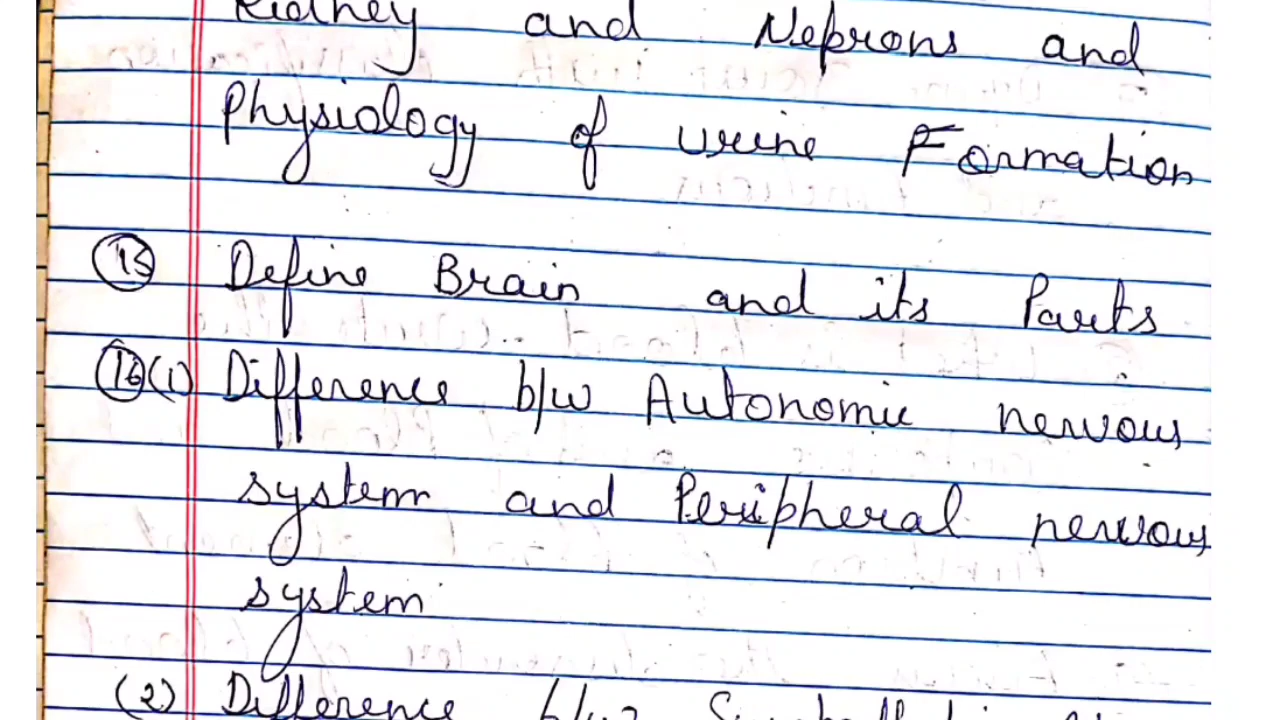 Kidney and Neprons and
Physiology of urine Formation
(15) Define Brain and its Parts
(16)(1) Difference b/w Autonomic nervous
system and Peripheral nervous
system
(2) Difference b/w